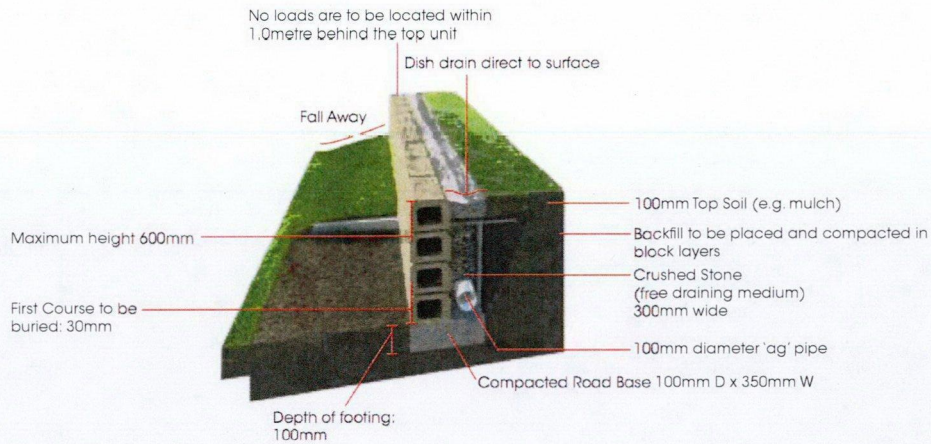 No loads are to be located within
1.0metre behind the top unit
Dish drain direct to surface
Fall Away
100mm Top Soil (e.g. mulch)
Maximum height 600mm
Backfill to be placed and compacted in
block layers
Crushed Stone
(free draining medium)
300mm wide
First Course to be
buried: 30mm
100mm diameter 'ag' pipe
Compacted Road Base 100mm D x 350mm W
Depth of footing:
100mm